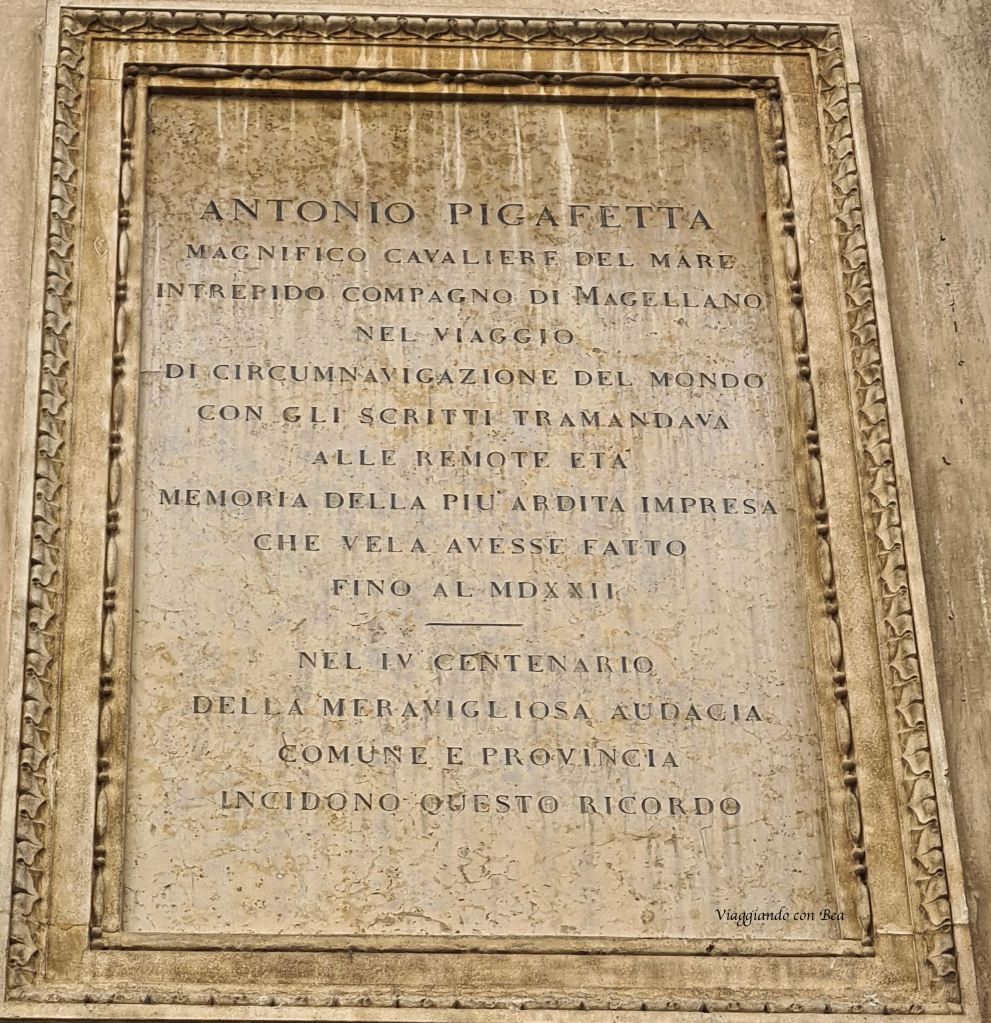 ANTONIO PIGAFETTA
MAGNIFICO CAVALIERE DEL MARE
INTREPIDO COMPAGNO DI MAGELLANO
NEL VIAGGIO
DI CIRCUMNAVIGAZIONE DEL MONDO
CON GLI SCRITTI TRAMANDAVA
ALLE REMOTE ETA'
MEMORIA DELLA PIU' ARDITA IMPRESA
CHE VELA AVESSE FATTO
FINO AL MDXXII
NEL IV CENTENARIO
DELLA MERAVIGLIOSA AUDACIA
COMUNE E PROVINCIA
INCIDONO QUESTO RICORDO
Viaggiando con Bea